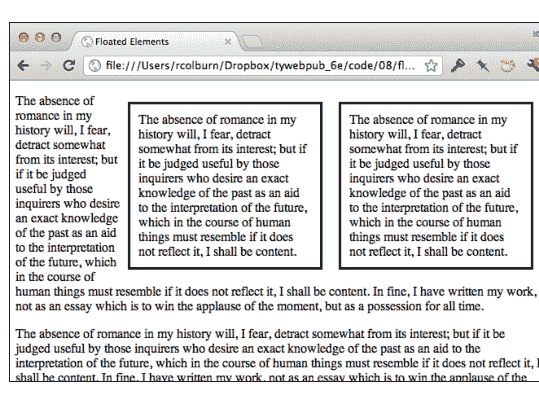 Floated Elements
file:///Users/rcolburn/Dropbox/tywebpub_6e/code/08/fl...
The absence of
romance in my
history will, I fear,
detract somewhat
from its interest; but
if it be judged
useful by those
inquirers who desire
an exact knowledge
of the past as an aid
to the interpretation
of the future, which
in the course of
The absence of romance in my
history will, I fear, detract
somewhat from its interest; but if
it be judged useful by those
inquirers who desire an exact
knowledge of the past as an aid
to the interpretation of the future,
which in the course of human
things must resemble if it does
not reflect it, I shall be content.
The absence of romance in my
history will, I fear, detract
somewhat from its interest; but if
it be judged useful by those
inquirers who desire an exact
knowledge of the past as an aid
to the interpretation of the future,
which in the course of human
things must resemble if it does
not reflect it, I shall be content.
human things must resemble if it does not reflect it, I shall be content. In fine, I have written my work,
not as an essay which is to win the applause of the moment, but as a possession for all time.
The absence of romance in my history will, I fear, detract somewhat from its interest; but if it be
judged useful by those inquirers who desire an exact knowledge of the past as an aid to the
interpretation of the future, which in the course of human things must resemble if it does not reflect it, I
shall be content. In fine, I have written my work, not as an essay which is to win the applause of the